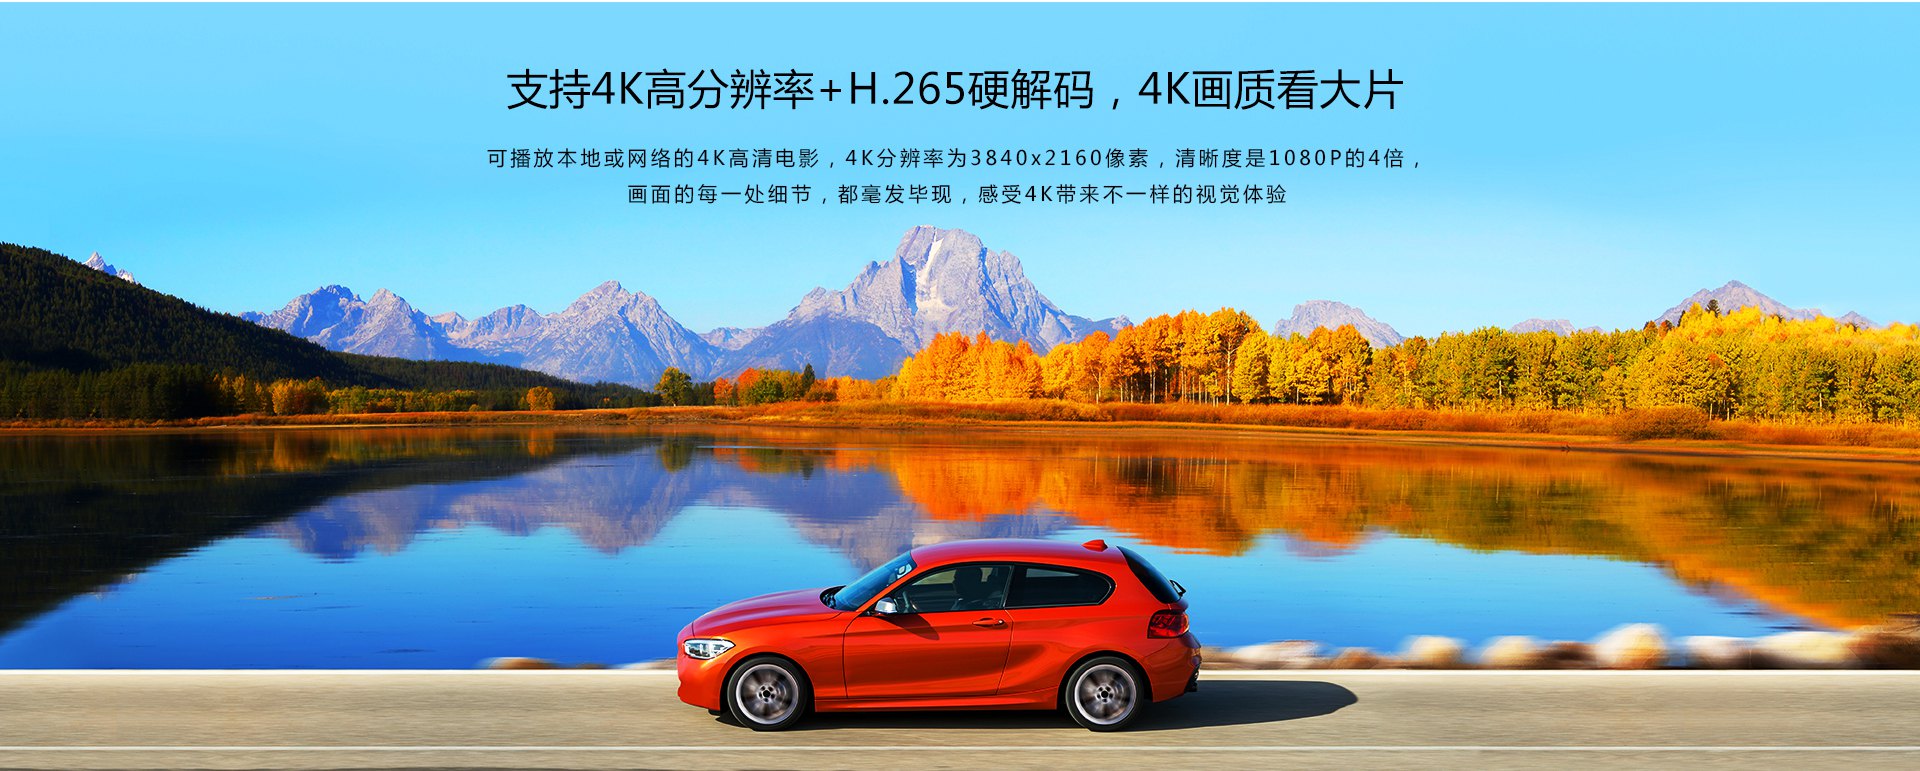 支持4K高分辨率+H.265硬解码，4K画质看大片
可播放本地或网络的4K高清电影，4K分辨率为3840x2160像素，清晰度是1080P的4倍，
画面的每一处细节，都毫发毕现，感受4K带来不一样的视觉体验